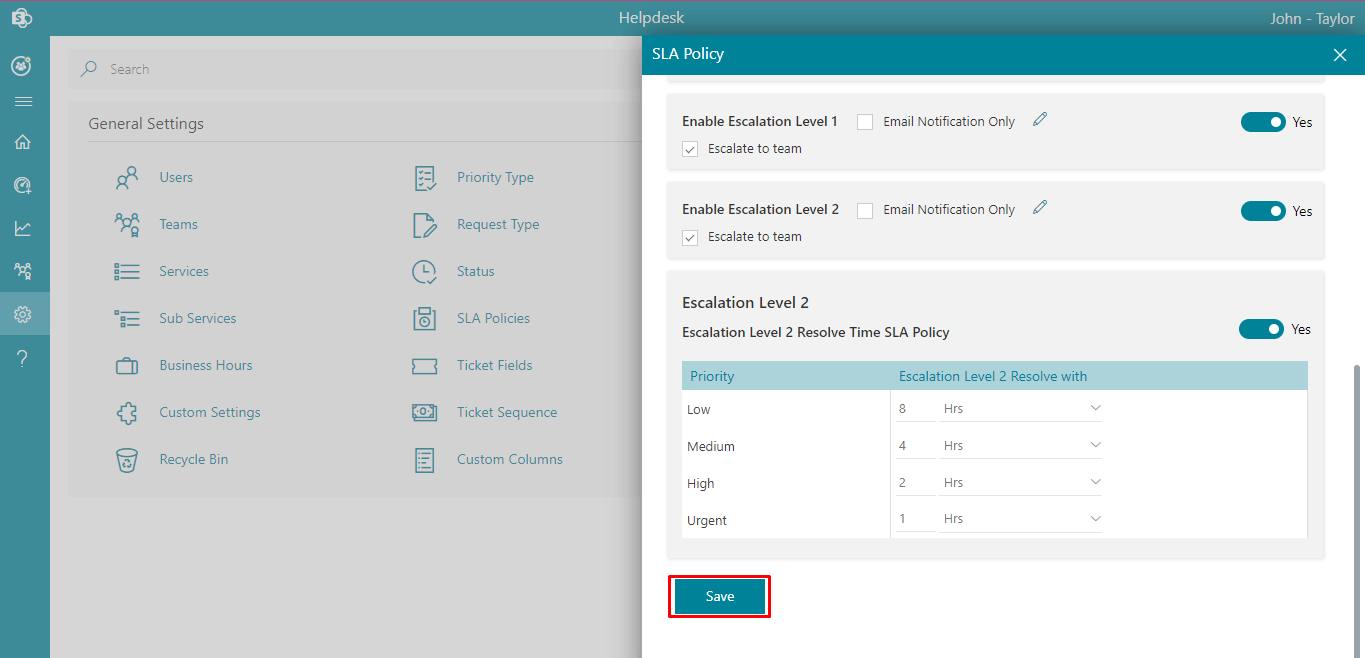 Helpdesk
John - Taylor
Search
General Settings
Users
Priority Type
Teams
Request Type
Services
Status
Sub Services
SLA Policies
Business Hours
Ticket Fields
Custom Settings
Ticket Sequence
Recycle Bin
Custom Columns
SLA Policy
Enable Escalation Level 1 Email Notification Only Yes
Escalate to team
Enable Escalation Level 2 Email Notification Only Yes
Escalate to team
Escalation Level 2
Escalation Level 2 Resolve Time SLA Policy Yes
Priority Escalation Level 2 Resolve with
Low 8 Hrs
Medium 4 Hrs
High 2 Hrs
Urgent 1 Hrs
Save